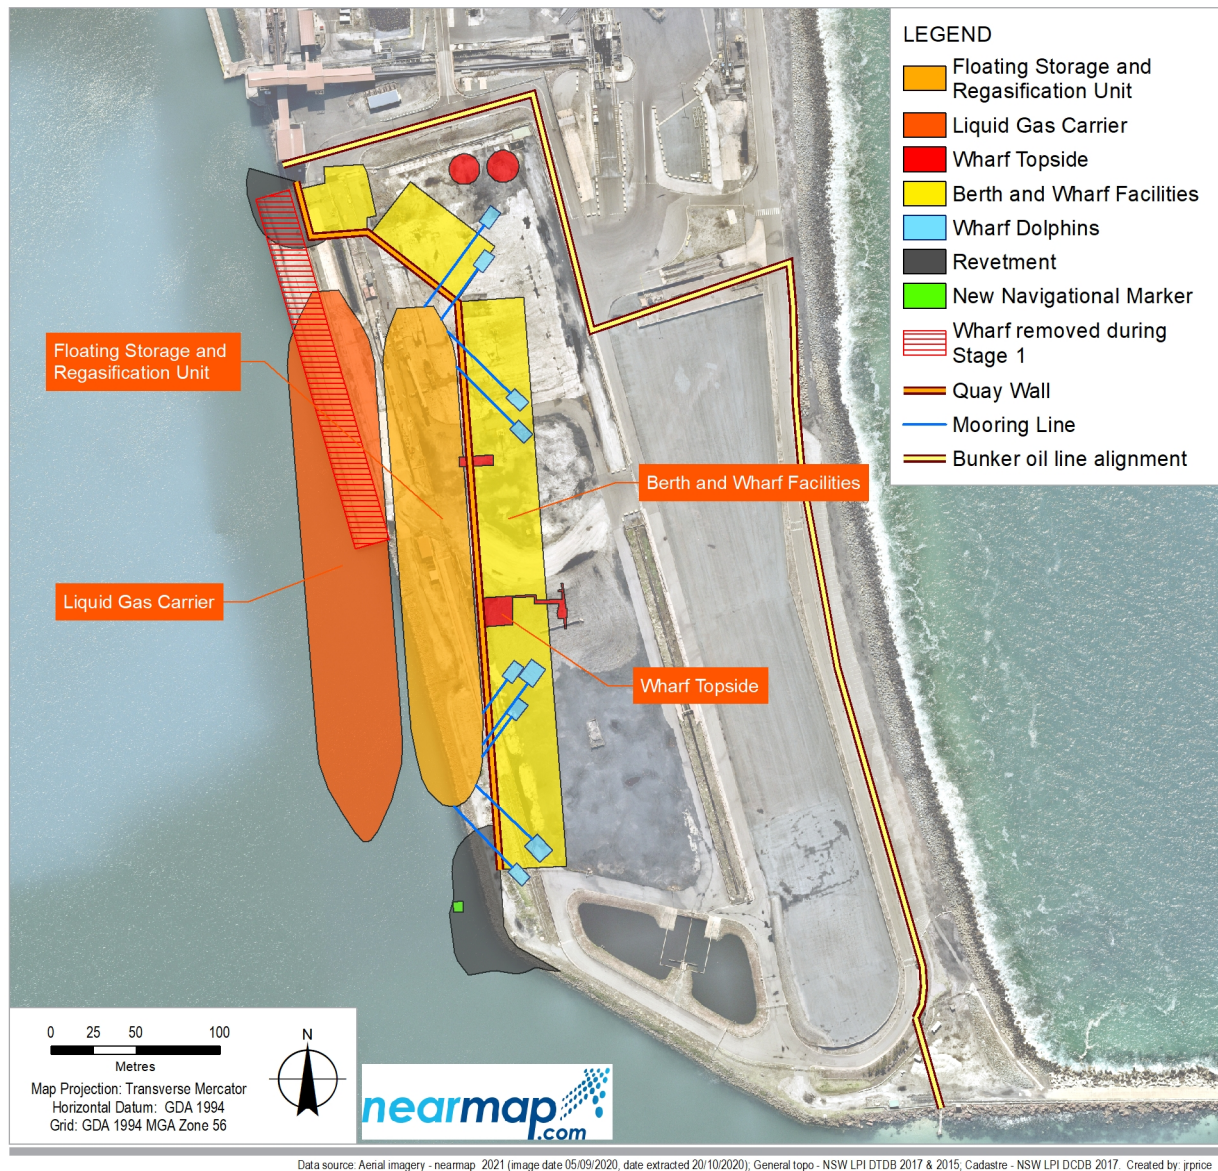 LEGEND
Floating Storage and
Regasification Unit
Liquid Gas Carrier
Wharf Topside
Berth and Wharf Facilities
Wharf Dolphins
Revetment
New Navigational Marker
Wharf removed during
Stage 1
Quay Wall
Mooring Line
Bunker oil line alignment
Floating Storage and
Regasification Unit
Berth and Wharf Facilities
Liquid Gas Carrier
Wharf Topside
0 25 50 100
Metres
Map Projection: Transverse Mercator
Horizontal Datum: GDA 1994
Grid: GDA 1994 MGA Zone 56
N
nearmap
.com
Data source: Aerial imagery - nearmap 2021 (image date 05/09/2020, date extracted 20/10/2020); General topo - NSW LPI DTDB 2017 & 2015; Cadastre - NSW LPI DCDB 2017. Created by: jrprice